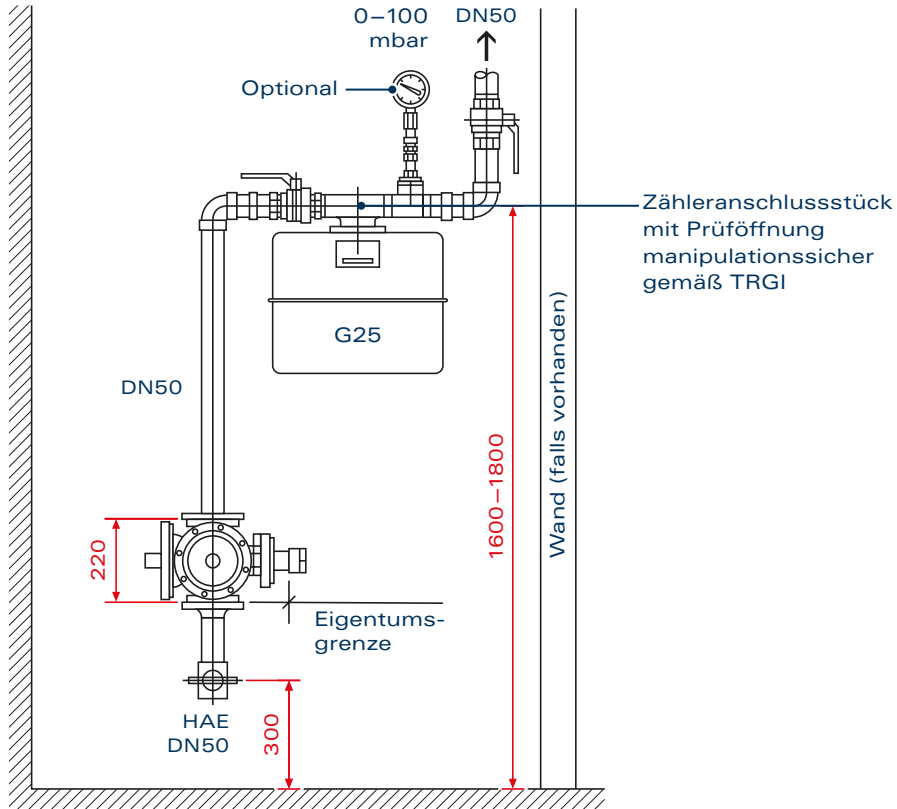 0–100
mbar
DN50
Optional
Zähleranschlussstück
mit Prüföffnung
manipulationssicher
gemäß TRGI
G25
DN50
Wand (falls vorhanden)
1600–1800
220
Eigentums-
grenze
HAE
DN50
300